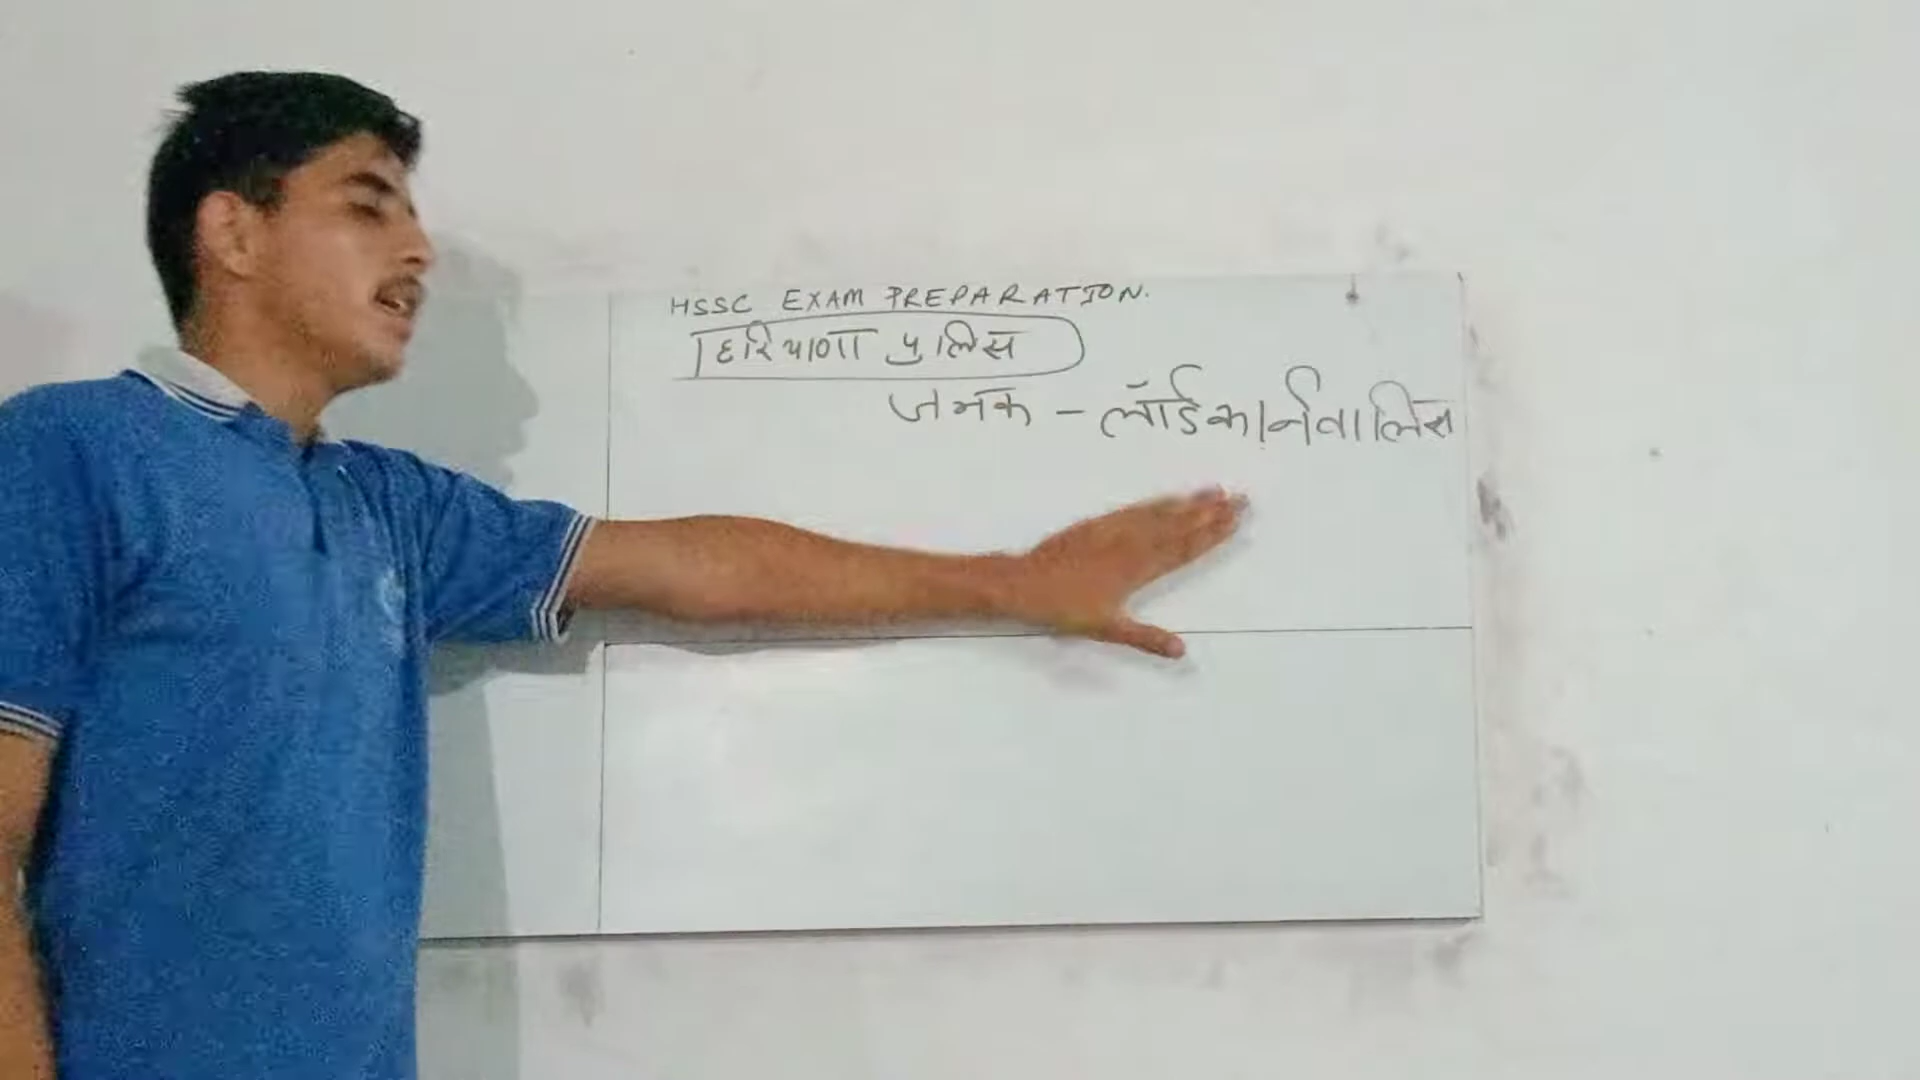 HSSC EXAM PREPARATION.
हरियाणा पुलिस
जनक - लॉर्ड कार्नवालिस